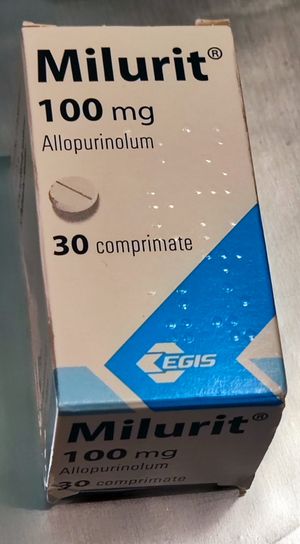 Milurit®
100 mg
Allopurinolum
30 comprimate
EGIS
Milurit®
100 mg
Allopurinolum
30 comprimate